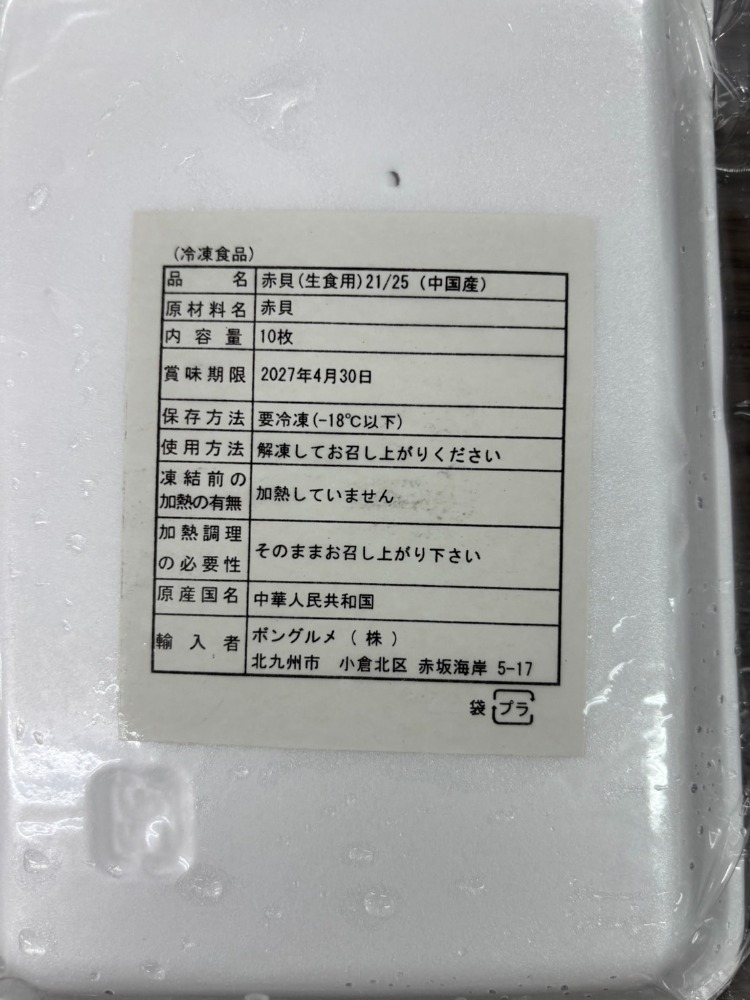 (冷凍食品)
品名 赤貝(生食用)21/25 (中国産)
原材料名 赤貝
内容量 10枚
賞味期限 2027年4月30日
保存方法 要冷凍(-18℃以下)
使用方法 解凍してお召し上がりください
凍結前の
加熱の有無 加熱していません
加熱調理
の必要性 そのままお召し上がり下さい
原産国名 中華人民共和国
輸入者 ボングルメ (株)
北九州市 小倉北区 赤坂海岸 5-17
袋 プラ